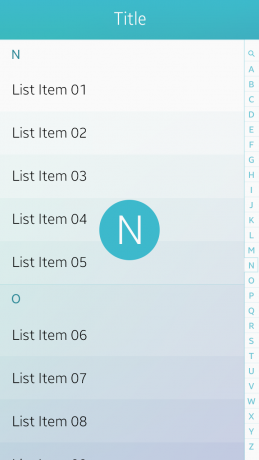 Title
N
List Item 01
List Item 02
List Item 03
List Item 04
N
List Item 05
O
List Item 06
List Item 07
List Item 08
A
B
C
D
E
F
G
H
I
J
K
L
M
N
O
P
Q
R
S
T
U
V
W
X
Y
Z